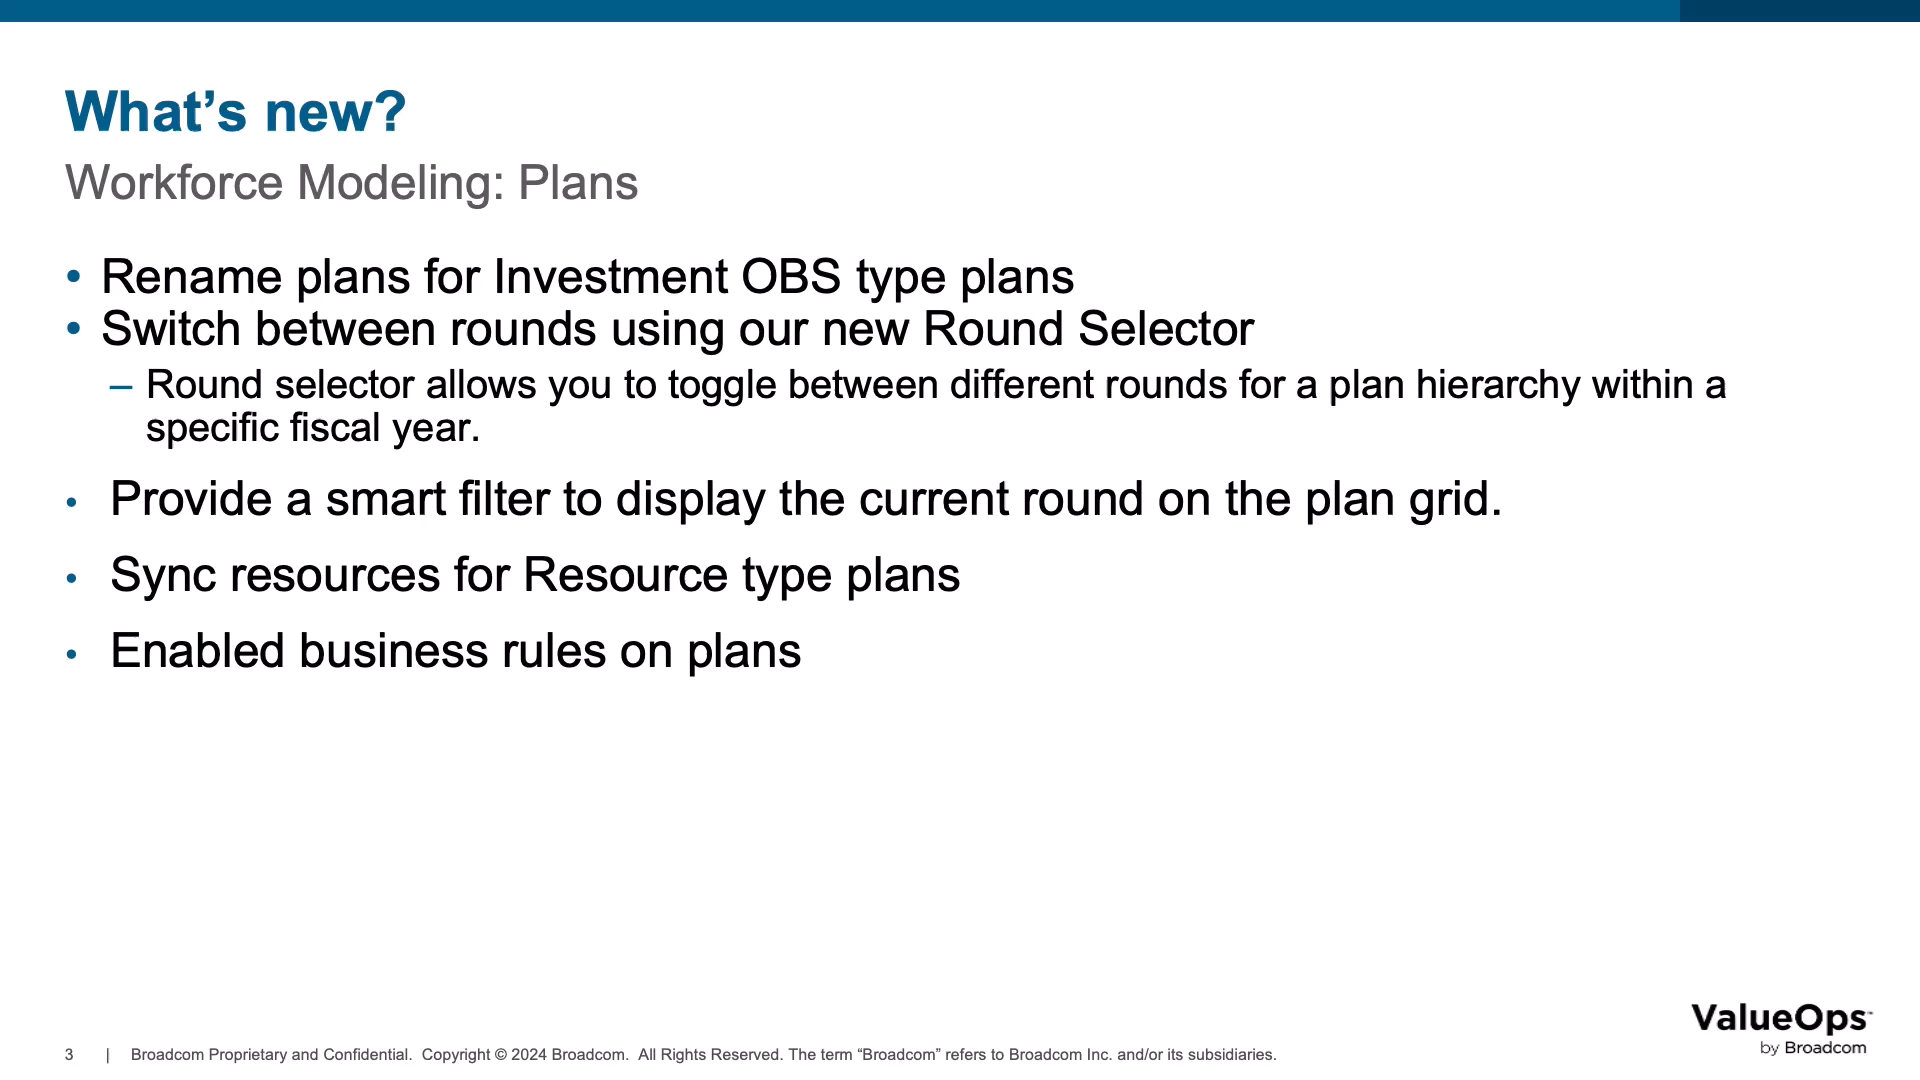 What’s new?
Workforce Modeling: Plans
• Rename plans for Investment OBS type plans
• Switch between rounds using our new Round Selector
– Round selector allows you to toggle between different rounds for a plan hierarchy within a
specific fiscal year.
• Provide a smart filter to display the current round on the plan grid.
• Sync resources for Resource type plans
• Enabled business rules on plans
ValueOps™
by Broadcom
3 | Broadcom Proprietary and Confidential. Copyright © 2024 Broadcom. All Rights Reserved. The term “Broadcom” refers to Broadcom Inc. and/or its subsidiaries.